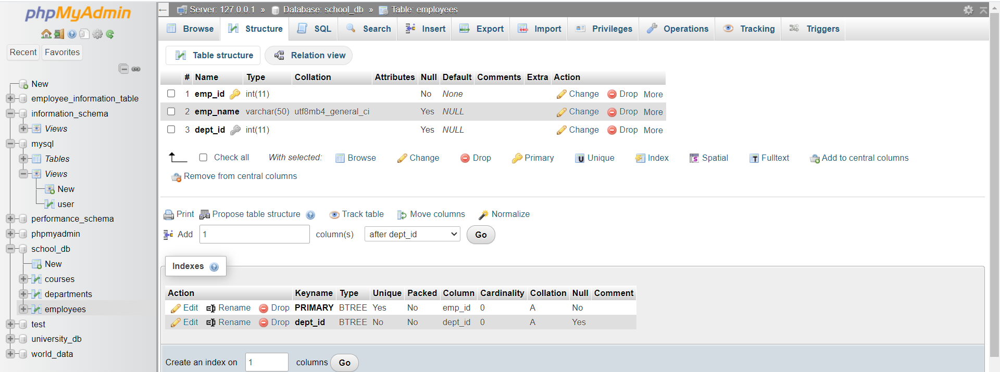 phpMyAdmin
Recent Favorites
New
employee_information_table
information_schema
Views
mysql
Tables
Views
New
user
performance_schema
phpmyadmin
school_db
New
courses
departments
employees
test
university_db
world_data
Server: 127.0.0.1 » Database: school_db » Table: employees
Browse Structure SQL Search Insert Export Import Privileges Operations Tracking Triggers
Table structure Relation view
# Name Type Collation Attributes Null Default Comments Extra Action
1 emp_id int(11) No None Change Drop More
2 emp_name varchar(50) utf8mb4_general_ci Yes NULL Change Drop More
3 dept_id int(11) Yes NULL Change Drop More
Check all With selected: Browse Change Drop Primary Unique Index Spatial Fulltext Add to central columns
Remove from central columns
Print Propose table structure Track table Move columns Normalize
Add 1 column(s) after dept_id Go
Indexes
Action Keyname Type Unique Packed Column Cardinality Collation Null Comment
Edit Rename Drop PRIMARY BTREE Yes No emp_id 0 A No
Edit Rename Drop dept_id BTREE No No dept_id 0 A Yes
Create an index on 1 columns Go